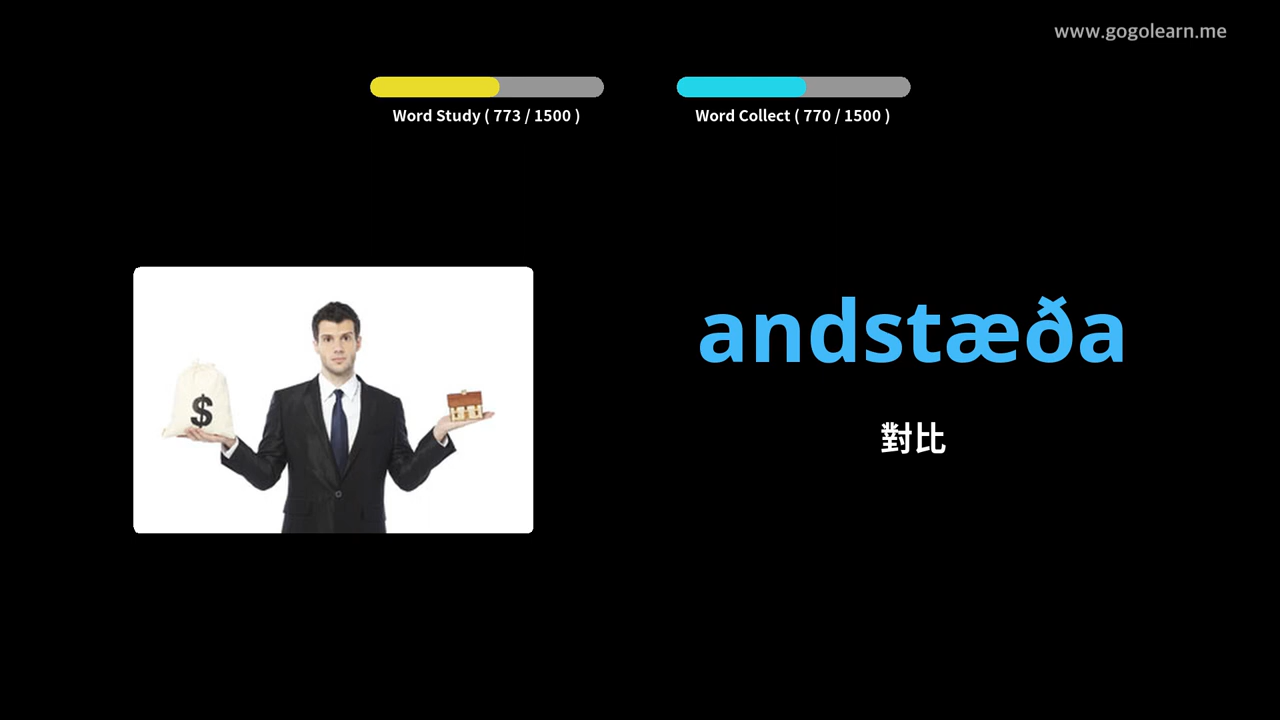 www.gogolearn.me
Word Study ( 773 / 1500 )
Word Collect ( 770 / 1500 )
$
andstæða
對比